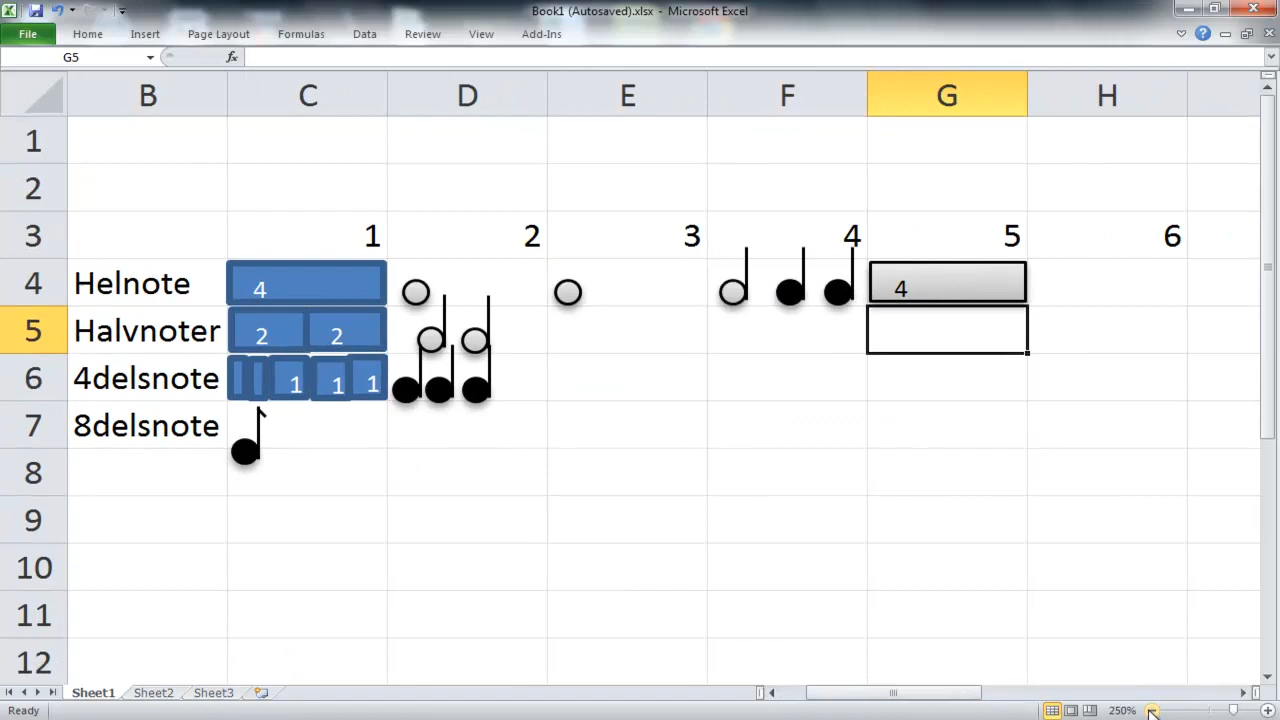 Book1 (Autosaved).xlsx - Microsoft Excel
File Home Insert Page Layout Formulas Data Review View Add-Ins
G5 fx
B C D E F G H
1
2
3 1 2 3 4 5 6
4 Helnote 4 4
5 Halvnoter 2 2
6 4delsnote 1 1 1
7 8delsnote
8
9
10
11
12
Sheet1 Sheet2 Sheet3
Ready 250%